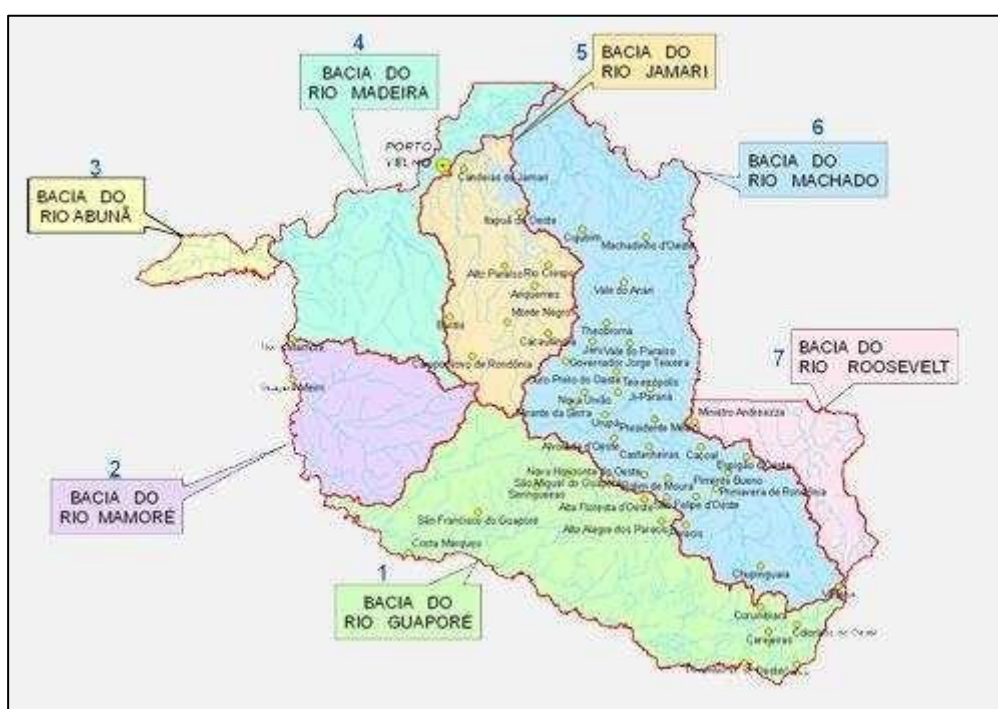 4
BACIA DO
RIO MADEIRA
5
BACIA DO
RIO JAMARI
6
BACIA DO
RIO MACHADO
3
BACIA DO
RIO ABUNÃ
PORTO
VELHO
Candeias do Jamari
Itapuã do Oeste
Cujubim
Machadinho d'Oeste
Alto Paraíso
Rio Crespo
Ariquemes
Vale do Anari
Monte Negro
Buritis
Theobroma
Cacaulândia
Jaru
Vale do Paraíso
Governador Jorge Teixeira
Campo Novo de Rondônia
7
BACIA DO
RIO ROOSEVELT
Ouro Preto do Oeste
Teixeirópolis
Nova União
Ji-Paraná
Mirante da Serra
Urupá
Presidente Médici
Ministro Andreazza
Alvorada d'Oeste
Castanheiras
Cacoal
Espigão d'Oeste
2
BACIA DO
RIO MAMORÉ
Nova Horizonte do Oeste
São Miguel do Guaporé
Rolim de Moura
Pimenta Bueno
Primavera de Rondônia
Seringueiras
Alta Floresta d'Oeste
São Felipe d'Oeste
São Francisco do Guaporé
Alto Alegre dos Parecis
Parecis
Costa Marques
1
BACIA DO
RIO GUAPORÉ
Chupinguaia
Corumbiara
Cerejeiras